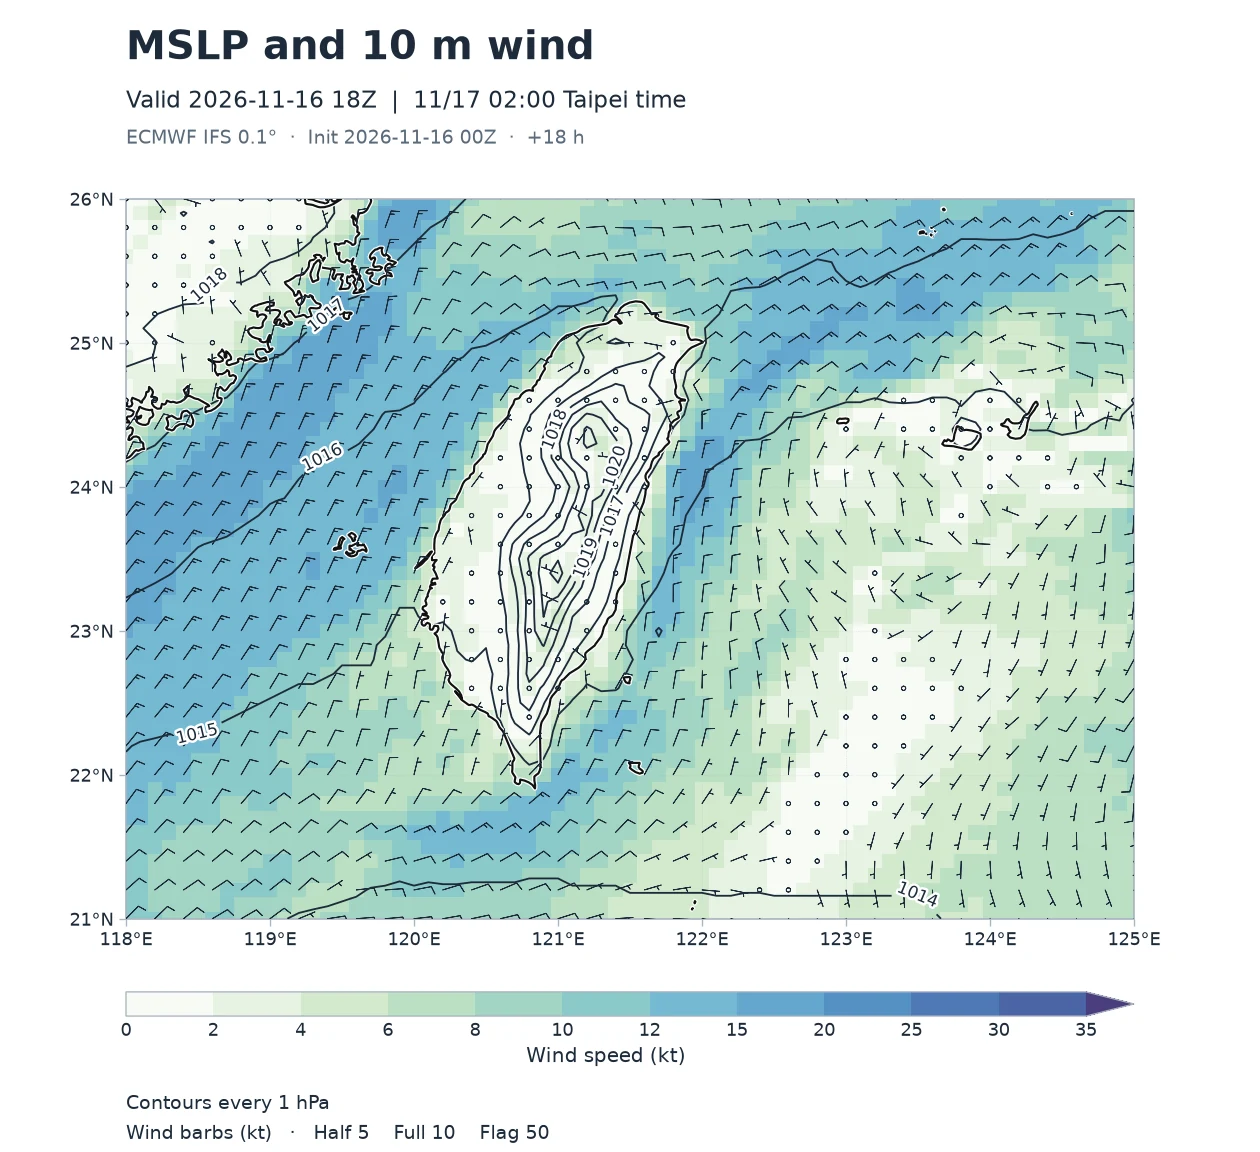 MSLP and 10 m wind
Valid 2026-11-16 18Z | 11/17 02:00 Taipei time
ECMWF IFS 0.1° · Init 2026-11-16 00Z · +18 h
26°N
25°N
24°N
23°N
22°N
21°N
1018
1017
1016
1015
1018
1020
1017
1019
1014
118°E 119°E 120°E 121°E 122°E 123°E 124°E 125°E
0 2 4 6 8 10 12 15 20 25 30 35
Wind speed (kt)
Contours every 1 hPa
Wind barbs (kt) · Half 5 Full 10 Flag 50